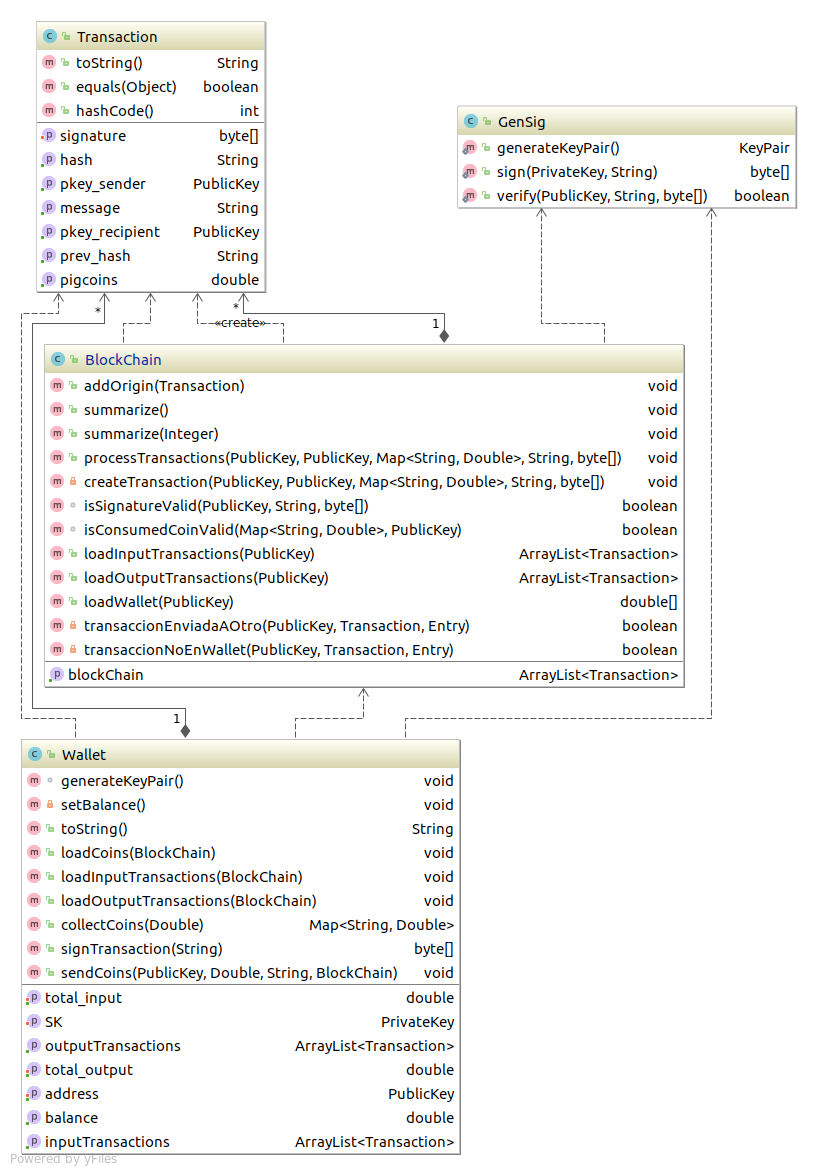 Transaction
toString() String
equals(Object) boolean
hashCode() int
signature byte[]
hash String
pkey_sender PublicKey
message String
pkey_recipient PublicKey
prev_hash String
pigcoins double
GenSig
generateKeyPair() KeyPair
sign(PrivateKey, String) byte[]
verify(PublicKey, String, byte[]) boolean
* *
«create» 1
BlockChain
addOrigin(Transaction) void
summarize() void
summarize(Integer) void
processTransactions(PublicKey, PublicKey, Map<String, Double>, String, byte[]) void
createTransaction(PublicKey, PublicKey, Map<String, Double>, String, byte[]) void
isSignatureValid(PublicKey, String, byte[]) boolean
isConsumedCoinValid(Map<String, Double>, PublicKey) boolean
loadInputTransactions(PublicKey) ArrayList<Transaction>
loadOutputTransactions(PublicKey) ArrayList<Transaction>
loadWallet(PublicKey) double[]
transaccionEnviadaAOtro(PublicKey, Transaction, Entry) boolean
transaccionNoEnWallet(PublicKey, Transaction, Entry) boolean
blockChain ArrayList<Transaction>
1
Wallet
generateKeyPair() void
setBalance() void
toString() String
loadCoins(BlockChain) void
loadInputTransactions(BlockChain) void
loadOutputTransactions(BlockChain) void
collectCoins(Double) Map<String, Double>
signTransaction(String) byte[]
sendCoins(PublicKey, Double, String, BlockChain) void
total_input double
SK PrivateKey
outputTransactions ArrayList<Transaction>
total_output double
address PublicKey
balance double
inputTransactions ArrayList<Transaction>
Powered by yFiles